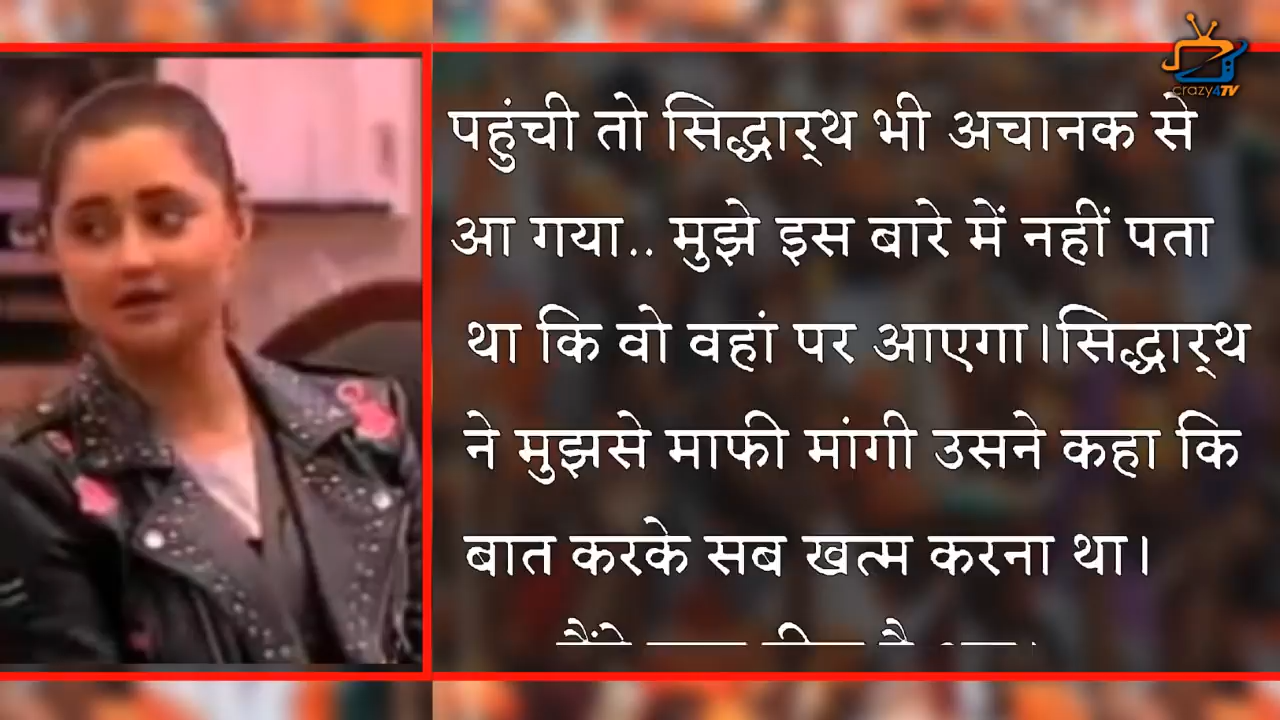 crazy4TV
पहुंची तो सिद्धार्‌थ भी अचानक से
आ गया.. मुझे इस बारे में नहीं पता
था कि वो वहां पर आएगा।सिद्धार्‌थ
ने मुझसे माफी मांगी उसने कहा कि
बात करके सब खत्म करना था।